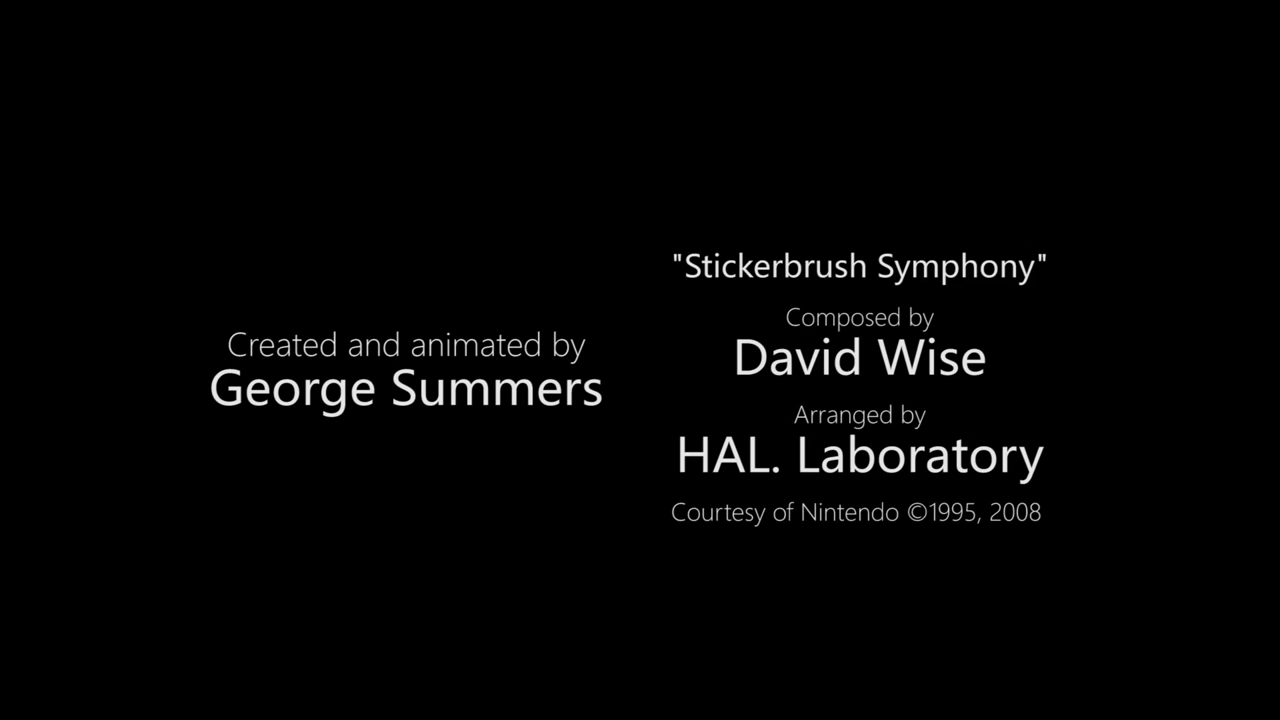 Created and animated by
George Summers
"Stickerbrush Symphony"
Composed by
David Wise
Arranged by
HAL. Laboratory
Courtesy of Nintendo ©1995, 2008